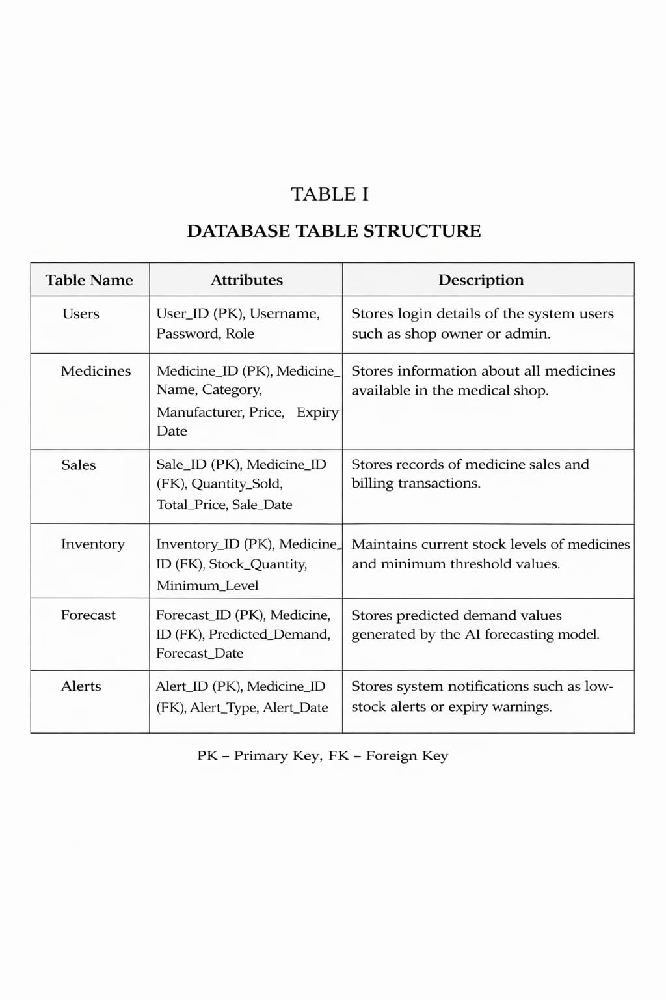 TABLE I
DATABASE TABLE STRUCTURE
Table Name Attributes Description
Users
User_ID (PK), Username,
Password, Role
Stores login details of the system users
such as shop owner or admin.
Medicines
Medicine_ID (PK), Medicine_
Name, Category,
Manufacturer, Price, Expiry
Date
Stores information about all medicines
available in the medical shop.
Sales
Sale_ID (PK), Medicine_ID
(FK), Quantity_Sold,
Total_Price, Sale_Date
Stores records of medicine sales and
billing transactions.
Inventory
Inventory_ID (PK), Medicine_
ID (FK), Stock_Quantity,
Minimum_Level
Maintains current stock levels of medicines
and minimum threshold values.
Forecast
Forecast_ID (PK), Medicine,
ID (FK), Predicted_Demand,
Forecast_Date
Stores predicted demand values
generated by the AI forecasting model.
Alerts
Alert_ID (PK), Medicine_ID
(FK), Alert_Type, Alert_Date
Stores system notifications such as low-
stock alerts or expiry warnings.
PK – Primary Key, FK – Foreign Key